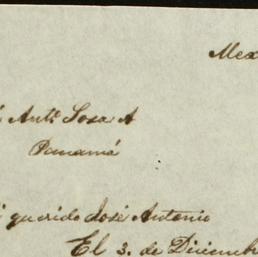 Mex
Antº Sosa A
Panamá
querido José Antonio
El 3. de Diciemb